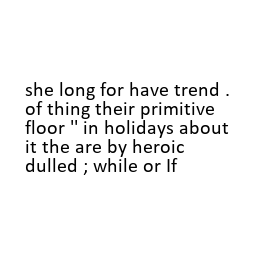 she long for have trend .
of thing their primitive
floor " in holidays about
it the are by heroic
dulled ; while or If